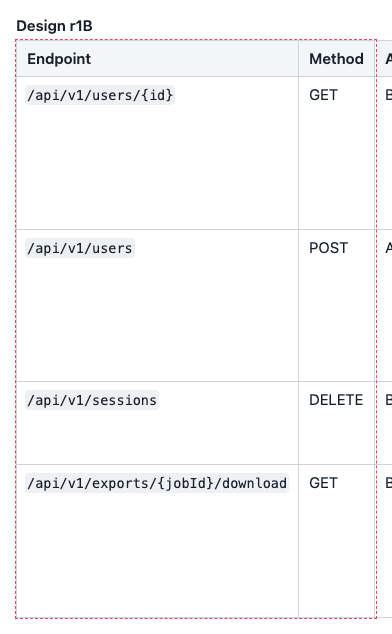 Design r1B
Endpoint Method A
/api/v1/users/{id} GET B
/api/v1/users POST A
/api/v1/sessions DELETE B
/api/v1/exports/{jobId}/download GET B